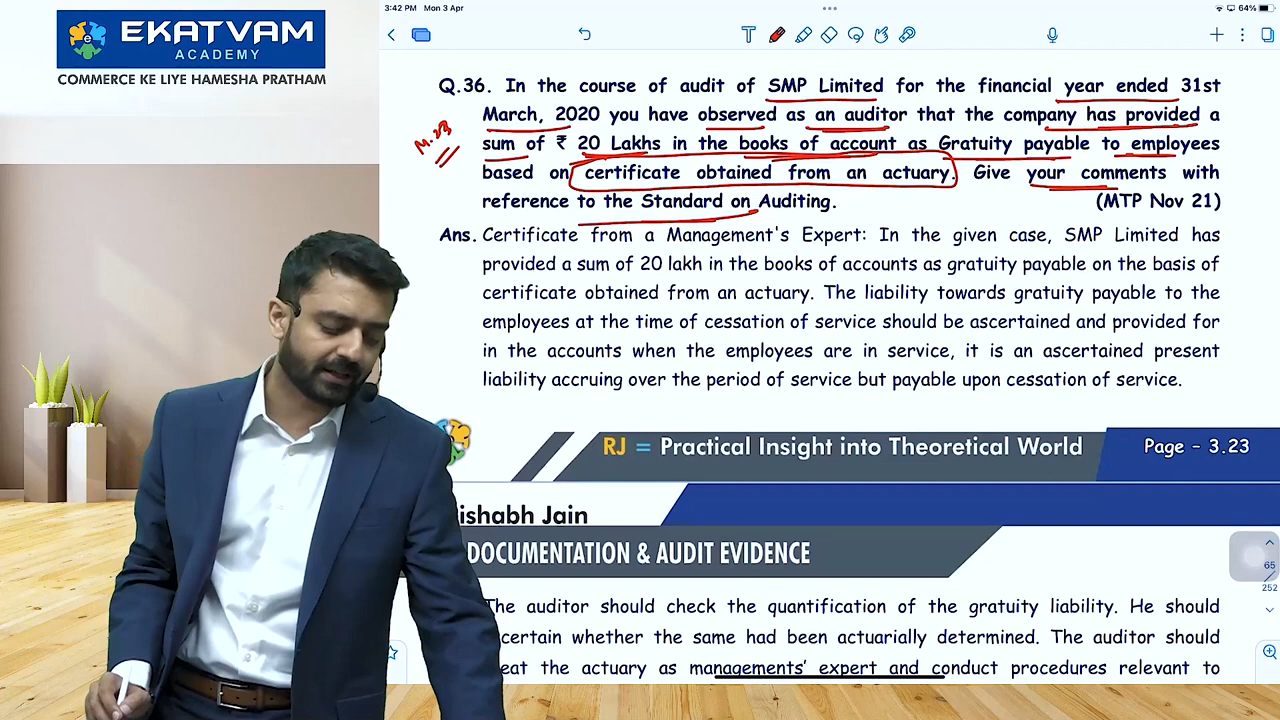 3:42 PM Mon 3 Apr
64%
EKATVAM
ACADEMY
COMMERCE KE LIYE HAMESHA PRATHAM
Q.36. In the course of audit of SMP Limited for the financial year ended 31st
March, 2020 you have observed as an auditor that the company has provided a
M.23
sum of ₹ 20 Lakhs in the books of account as Gratuity payable to employees
based on certificate obtained from an actuary. Give your comments with
reference to the Standard on Auditing. (MTP Nov 21)
Ans. Certificate from a Management's Expert: In the given case, SMP Limited has
provided a sum of 20 lakh in the books of accounts as gratuity payable on the basis of
certificate obtained from an actuary. The liability towards gratuity payable to the
employees at the time of cessation of service should be ascertained and provided for
in the accounts when the employees are in service, it is an ascertained present
liability accruing over the period of service but payable upon cessation of service.
RJ = Practical Insight into Theoretical World
Page - 3.23
ishabh Jain
DOCUMENTATION & AUDIT EVIDENCE
65
252
The auditor should check the quantification of the gratuity liability. He should
certain whether the same had been actuarially determined. The auditor should
eat the actuary as managements' expert and conduct procedures relevant to